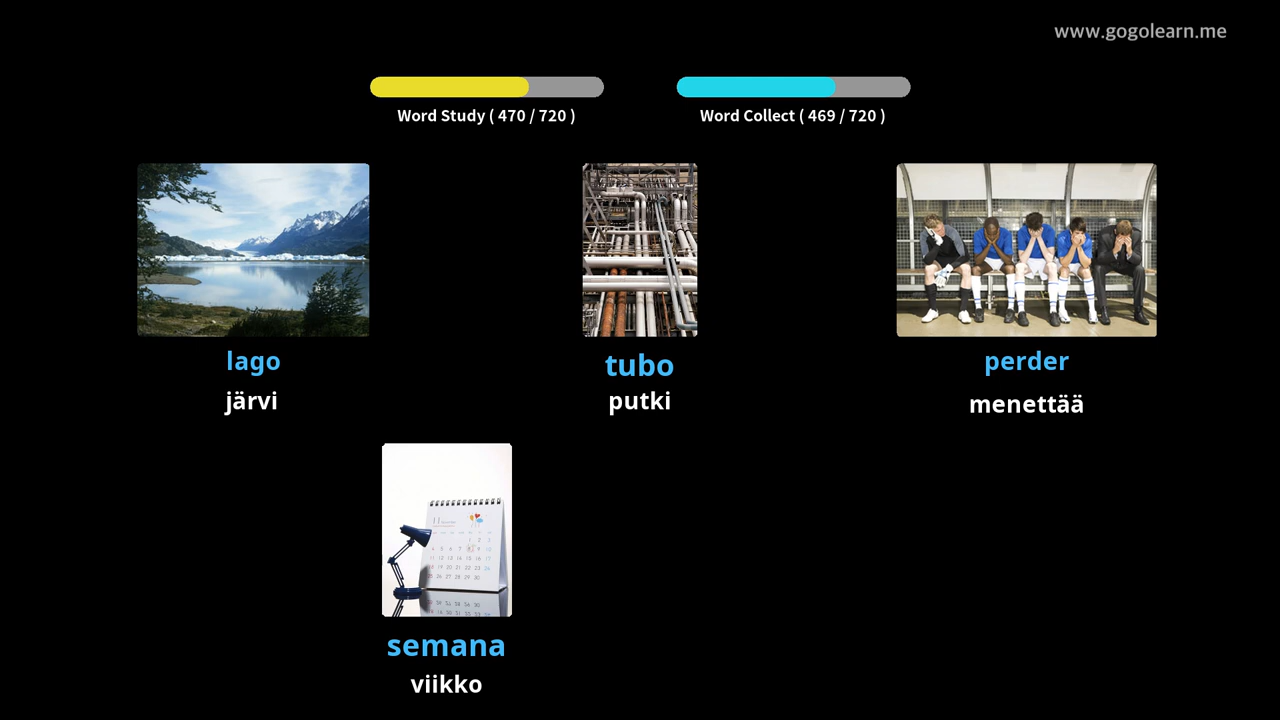 www.gogolearn.me
Word Study ( 470 / 720 )
Word Collect ( 469 / 720 )
lago
järvi
tubo
putki
perder
menettää
semana
viikko